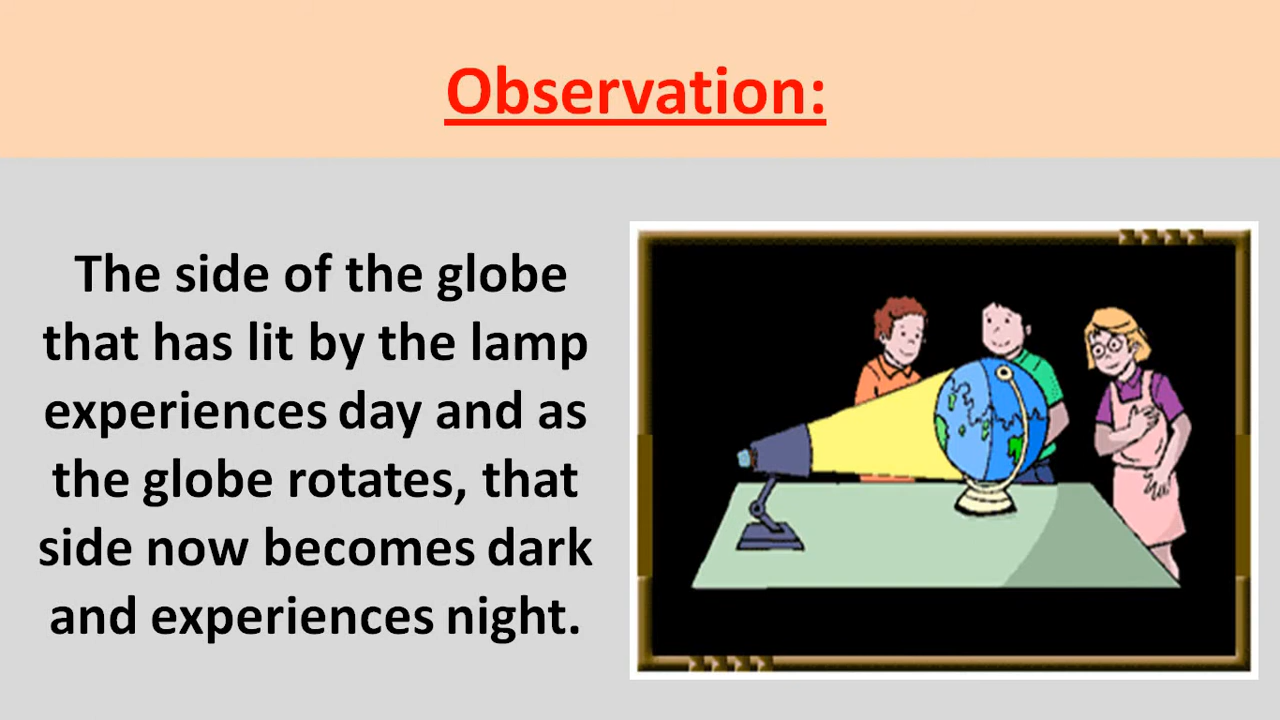 Observation:
The side of the globe
that has lit by the lamp
experiences day and as
the globe rotates, that
side now becomes dark
and experiences night.